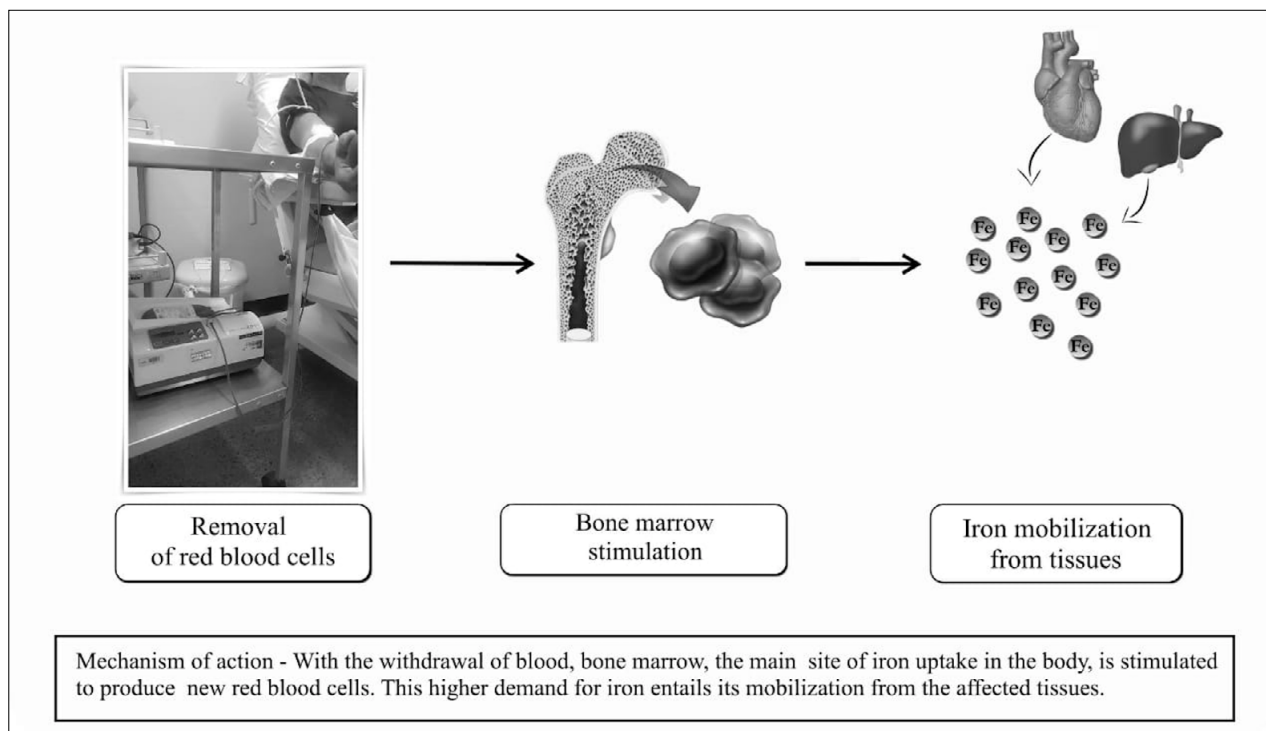 Fe
Fe
Fe
Fe
Fe
Fe
Fe
Fe
Fe
Fe
Fe
Fe
Fe
Removal
of red blood cells
Bone marrow
stimulation
Iron mobilization
from tissues
Mechanism of action - With the withdrawal of blood, bone marrow, the main site of iron uptake in the body, is stimulated
to produce new red blood cells. This higher demand for iron entails its mobilization from the affected tissues.